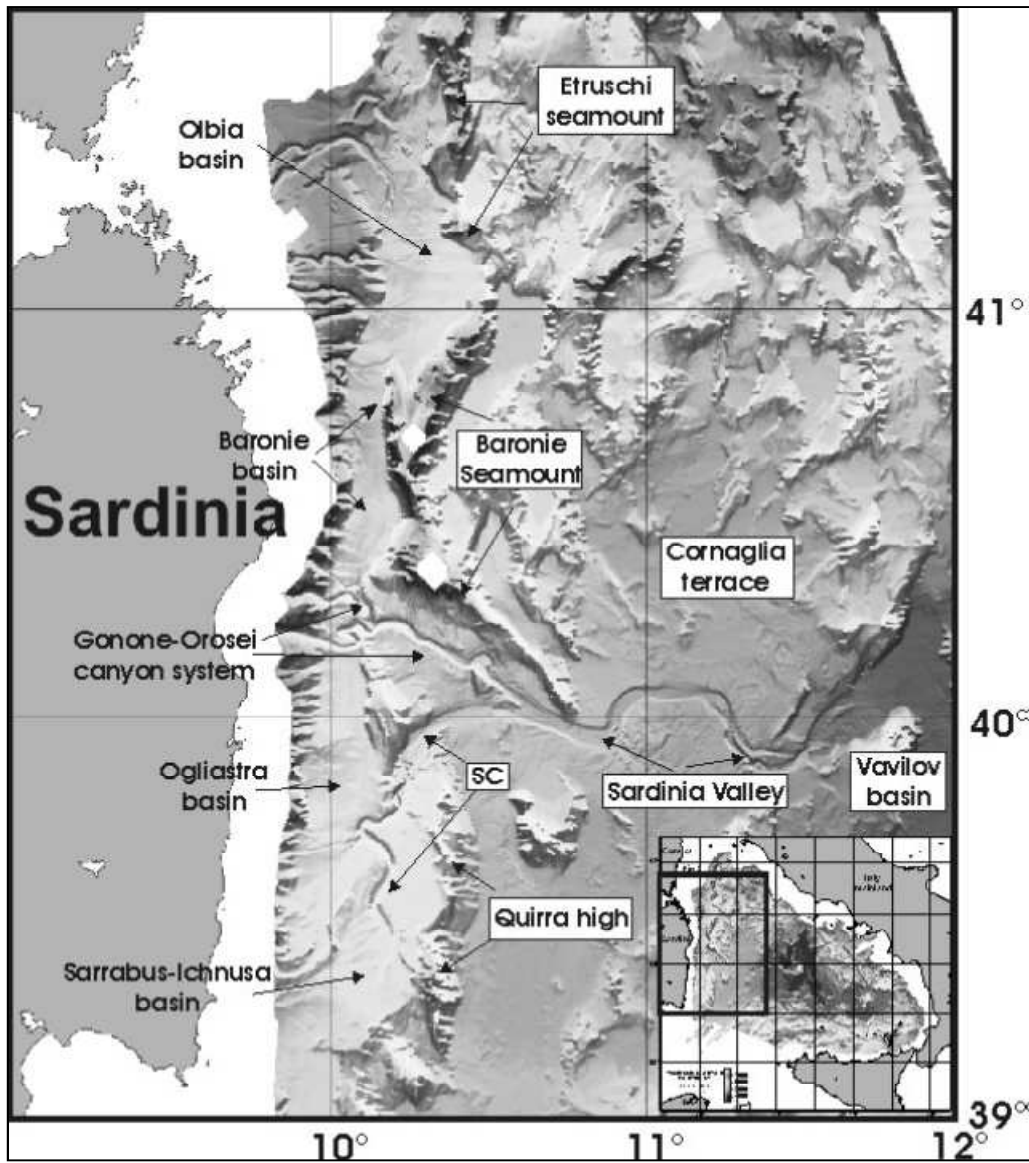 Etruschi
seamount
Olbia
basin
41°
Baronie
basin
Baronie
Seamount
Sardinia
Cornaglia
terrace
Gonone-Orosei
canyon system
40°
Ogliastra
basin
SC
Sardinia Valley
Vavilov
basin
Quirra high
Sarrabus-Ichnusa
basin
39°
10°
11°
12°